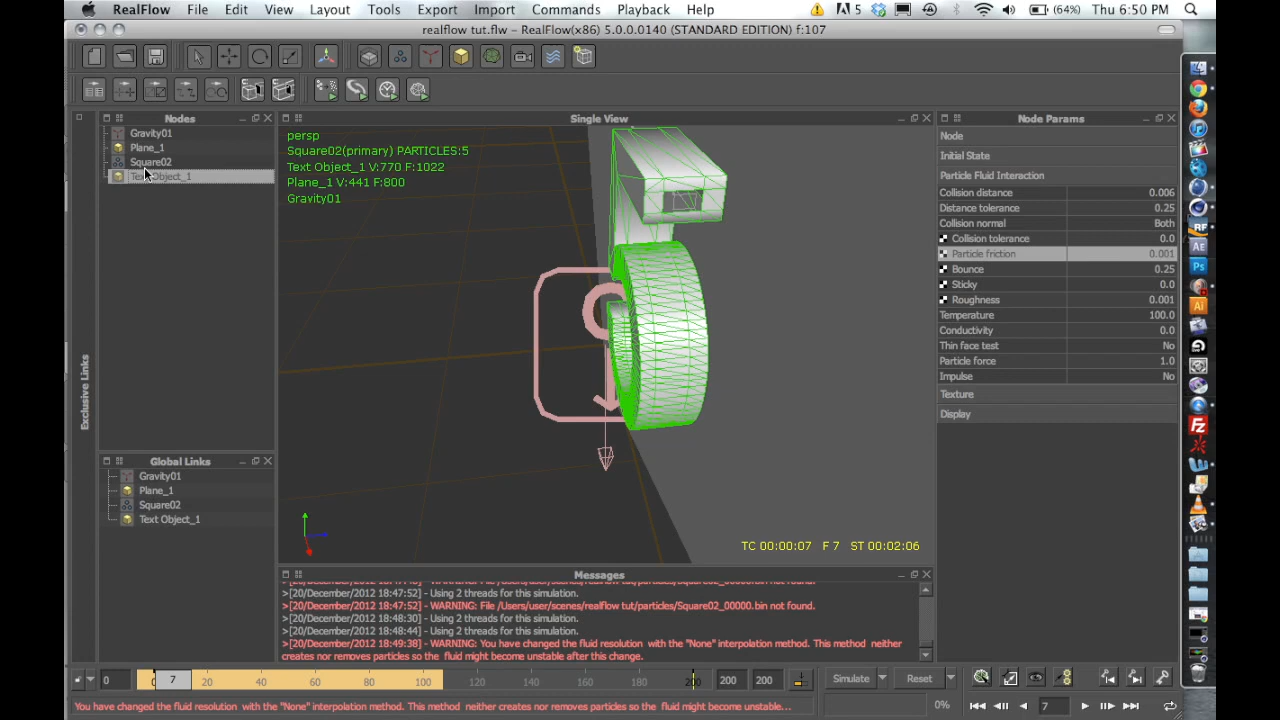 RealFlow File Edit View Layout Tools Export Import Commands Playback Help 5 (64%) Thu 6:50 PM
realflow tut.flw – RealFlow(x86) 5.0.0.0140 (STANDARD EDITION) f:107
Nodes
Gravity01
Plane_1
Square02
Text Object_1
Exclusive Links
Global Links
Gravity01
Plane_1
Square02
Text Object_1
Single View
persp
Square02(primary) PARTICLES:5
Text Object_1 V:770 F:1022
Plane_1 V:441 F:800
Gravity01
TC 00:00:07 F 7 ST 00:02:06
Messages
>[20/December/2012 18:47:52] - Using 2 threads for this simulation.
>[20/December/2012 18:47:52] - WARNING: File /Users/user/scenes/realflow tut/particles/Square02_00000.bin not found.
>[20/December/2012 18:48:30] - Using 2 threads for this simulation.
>[20/December/2012 18:48:44] - Using 2 threads for this simulation.
>[20/December/2012 18:49:38] - WARNING: You have changed the fluid resolution with the "None" interpolation method. This method neither
creates nor removes particles so the fluid might become unstable after this change.
Node Params
Node
Initial State
Particle Fluid Interaction
Collision distance 0.006
Distance tolerance 0.25
Collision normal Both
Collision tolerance 0.0
Particle friction 0.001
Bounce 0.25
Sticky 0.0
Roughness 0.001
Temperature 100.0
Conductivity 0.0
Thin face test No
Particle force 1.0
Impulse No
Texture
Display
RF
AE
Ps
Ai
Fz
0 0 7 20 40 60 80 100 120 140 160 180 200 200 200 Simulate Reset
You have changed the fluid resolution with the "None" interpolation method. This method neither creates nor removes particles so the fluid might become unstable... 0% 7